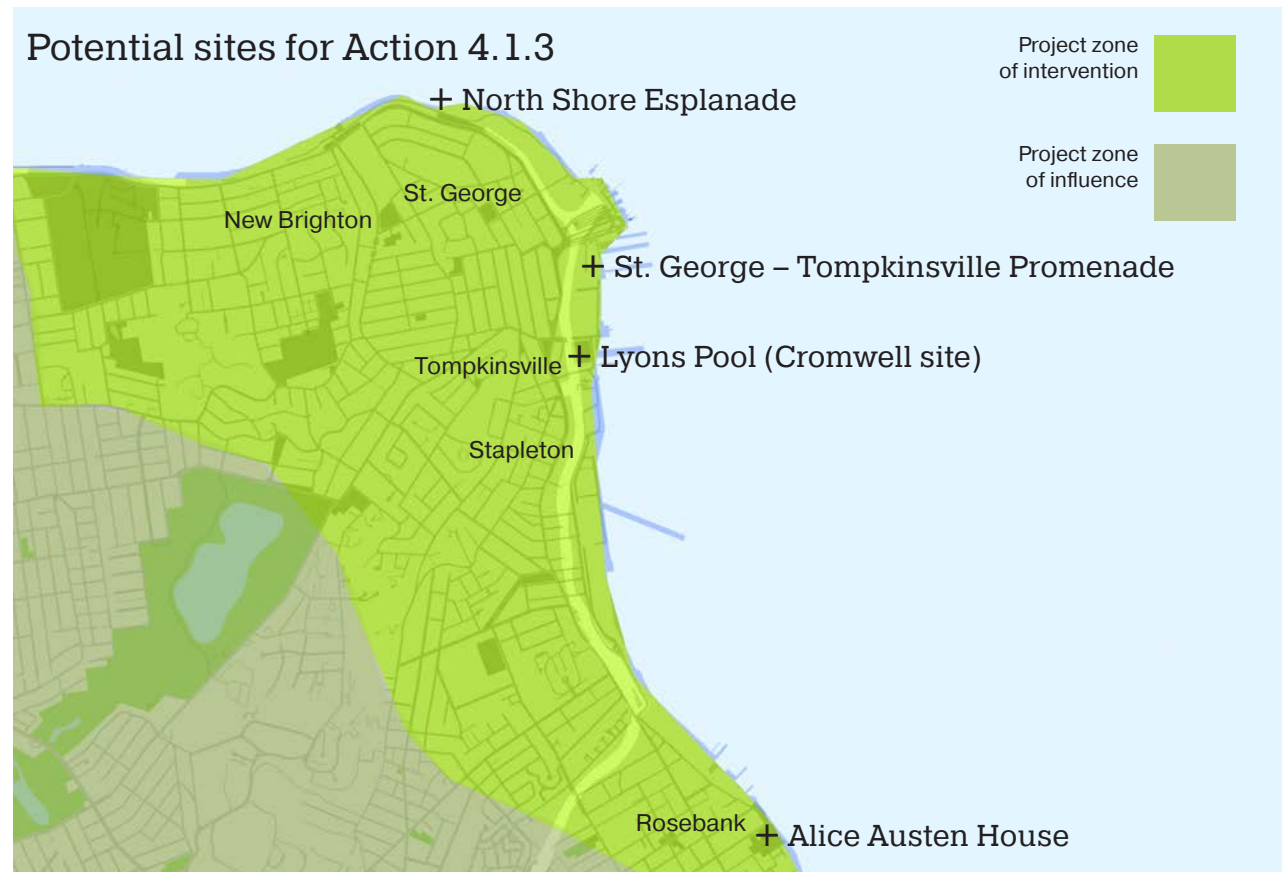 Potential sites for Action 4.1.3
Project zone
of intervention
Project zone
of influence
+ North Shore Esplanade
St. George
New Brighton
+ St. George – Tompkinsville Promenade
+ Lyons Pool (Cromwell site)
Tompkinsville
Stapleton
Rosebank
+ Alice Austen House